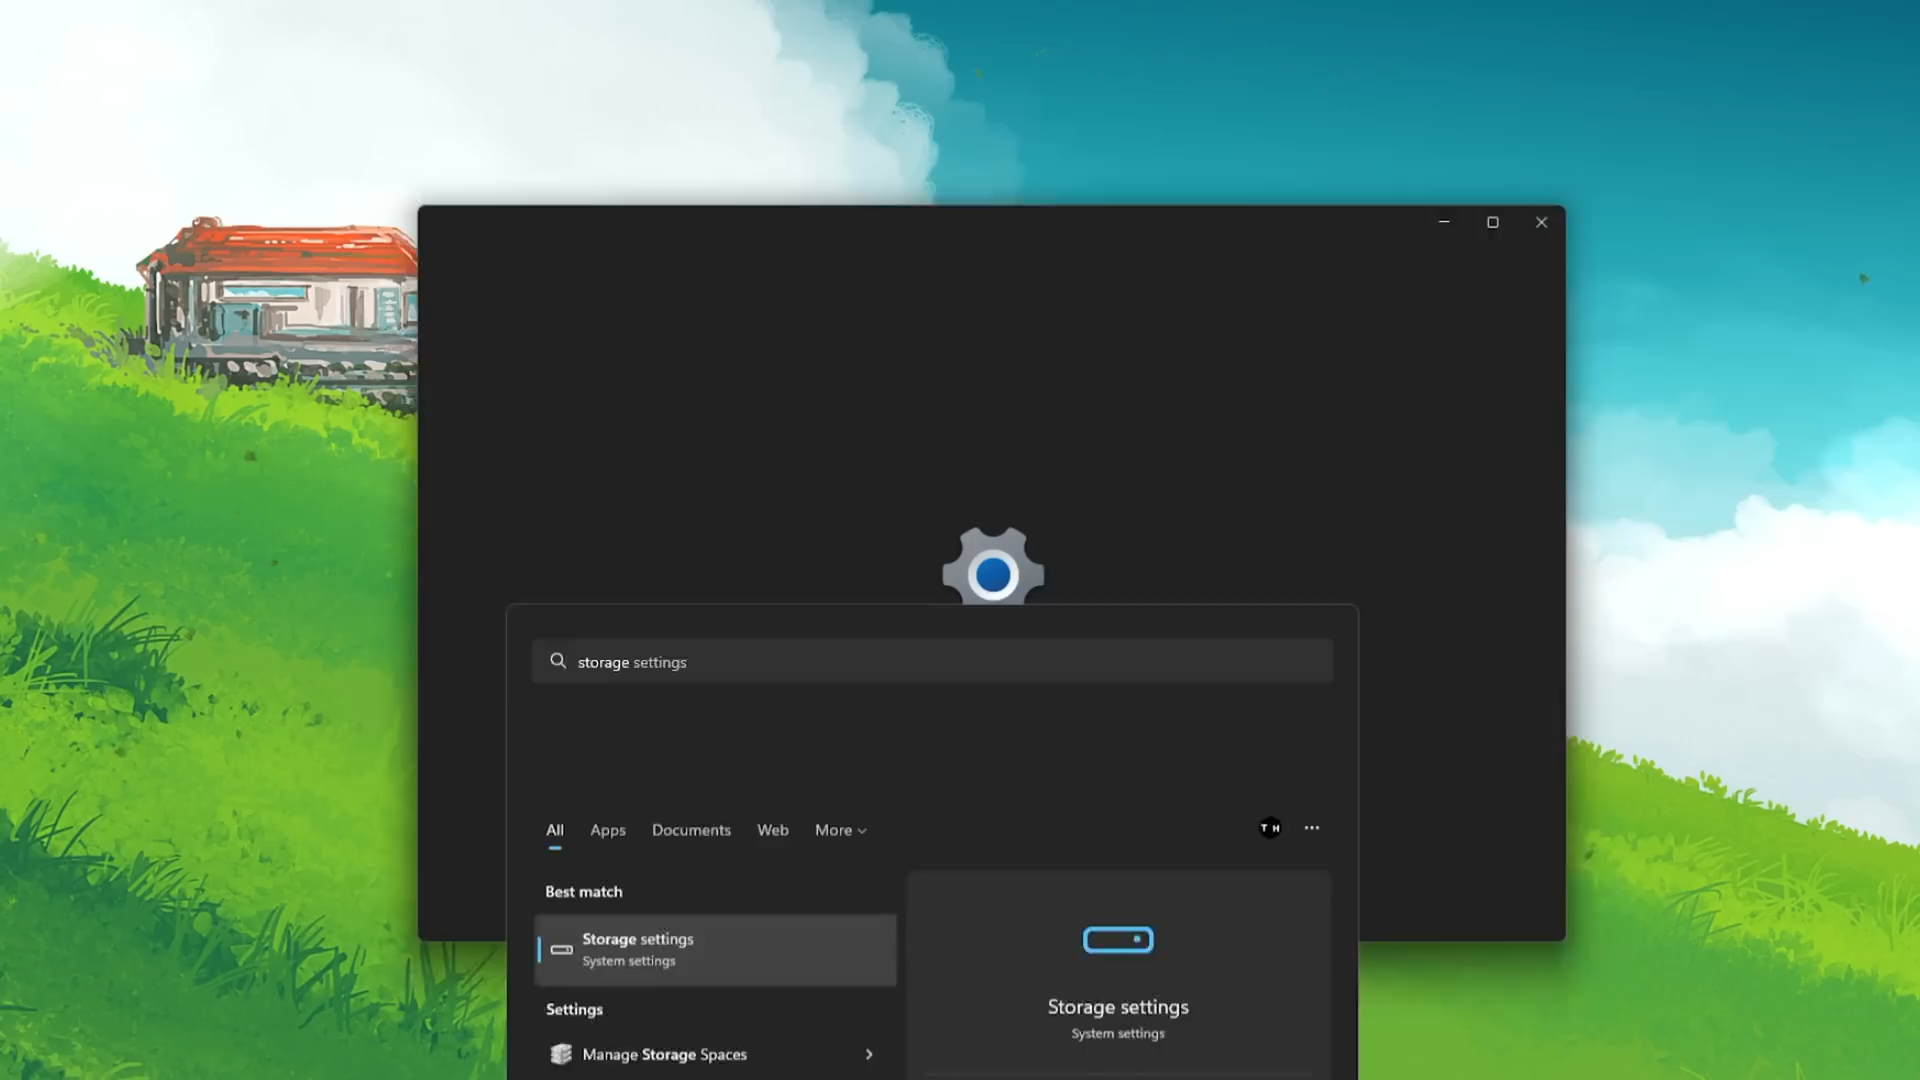 storage settings
All Apps Documents Web More
T H
Best match
Storage settings
System settings
Settings
Manage Storage Spaces
Storage settings
System settings